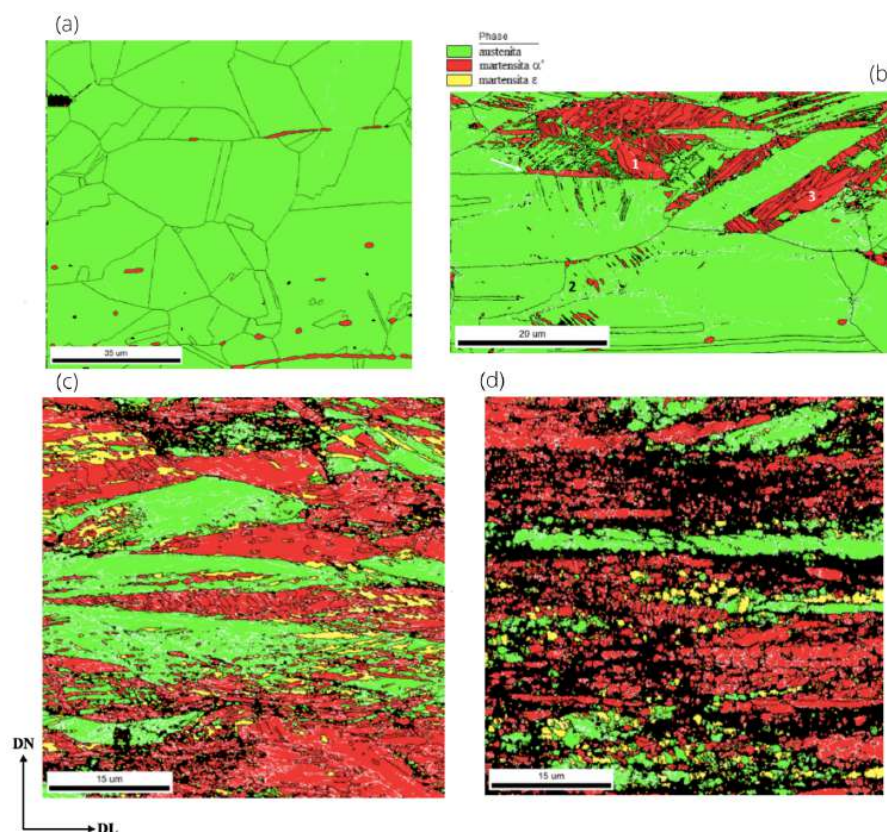 (a)
Phase
austenita
martensita α'
martensita ε
(b)
1
3
2
35 um
20 um
(c)
(d)
15 um
15 um
DN
DL